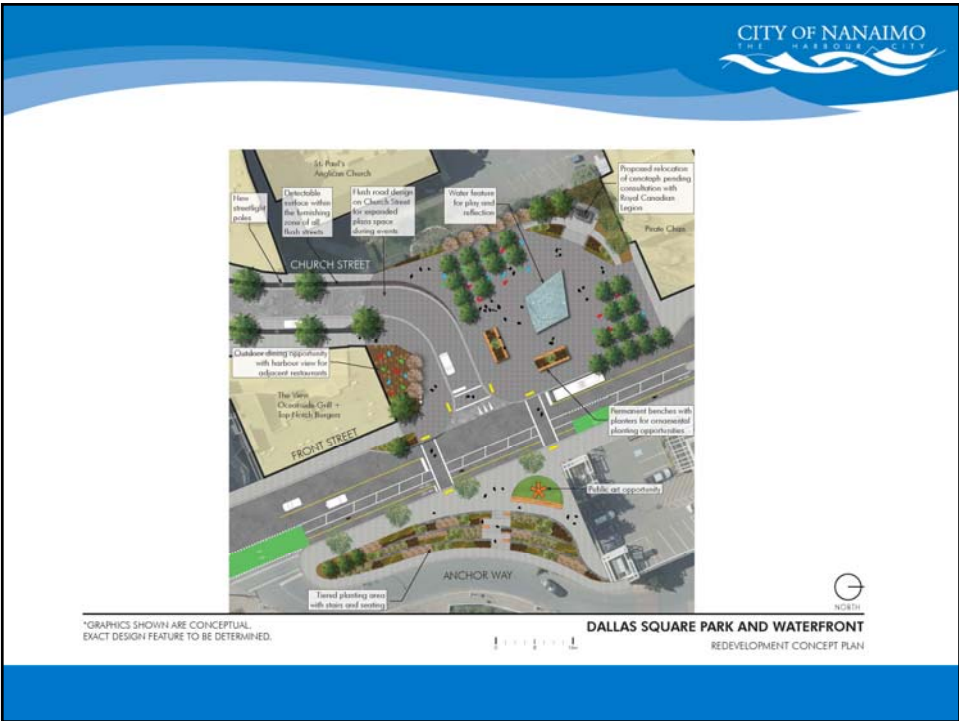 CITY OF NANAIMO
THE HARBOUR CITY
St. Paul's
Anglican Church
New
streetlight
poles
Detectable
surface within
the furnishing
zone of all
flush streets
Flush road design
on Church Street
for expanded
plaza space
during events
Water feature
for play and
reflection
Proposed relocation
of cenotaph pending
consultation with
Royal Canadian
Legion
Pirate Chips
CHURCH STREET
Outdoor dining opportunity
with harbour view for
adjacent restaurants
The View
Oceanside Grill +
Top Notch Burgers
FRONT STREET
Permanent benches with
planters for ornamental
planting opportunities
Public art opportunity
ANCHOR WAY
Tiered planting area
with stairs and seating
NORTH
*GRAPHICS SHOWN ARE CONCEPTUAL.
EXACT DESIGN FEATURE TO BE DETERMINED.
DALLAS SQUARE PARK AND WATERFRONT
REDEVELOPMENT CONCEPT PLAN